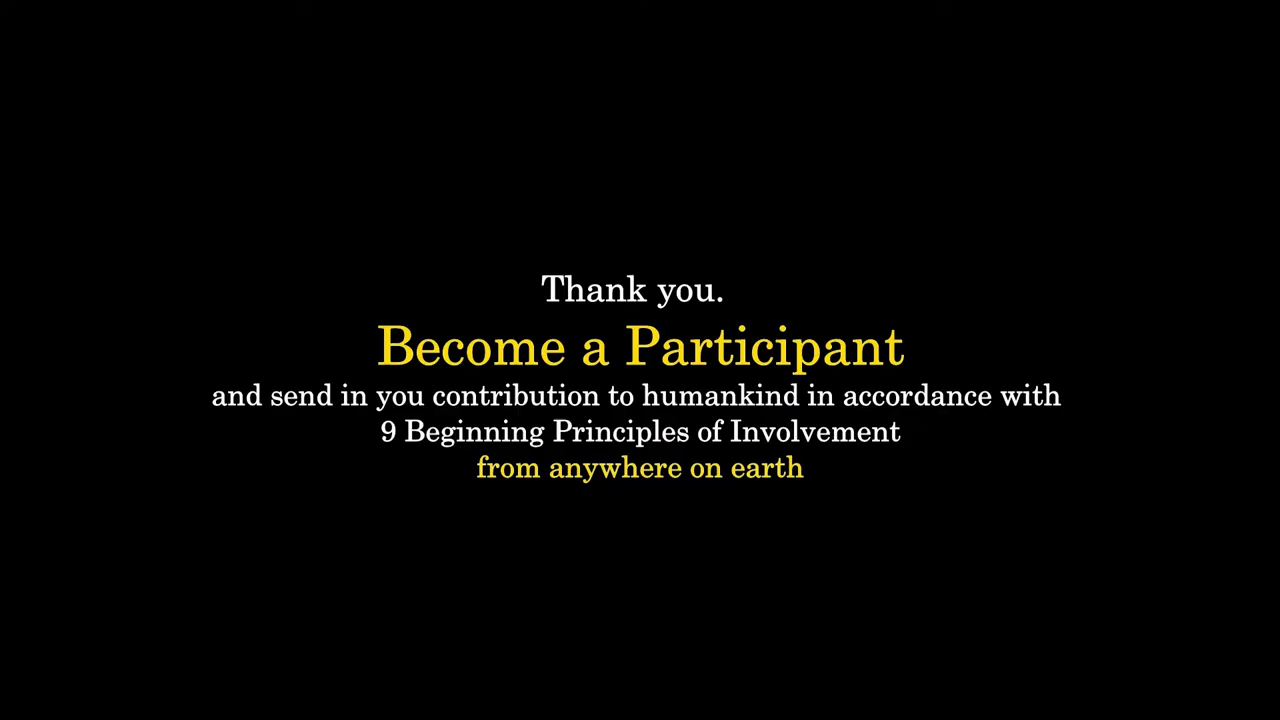 Thank you.
Become a Participant
and send in you contribution to humankind in accordance with
9 Beginning Principles of Involvement
from anywhere on earth